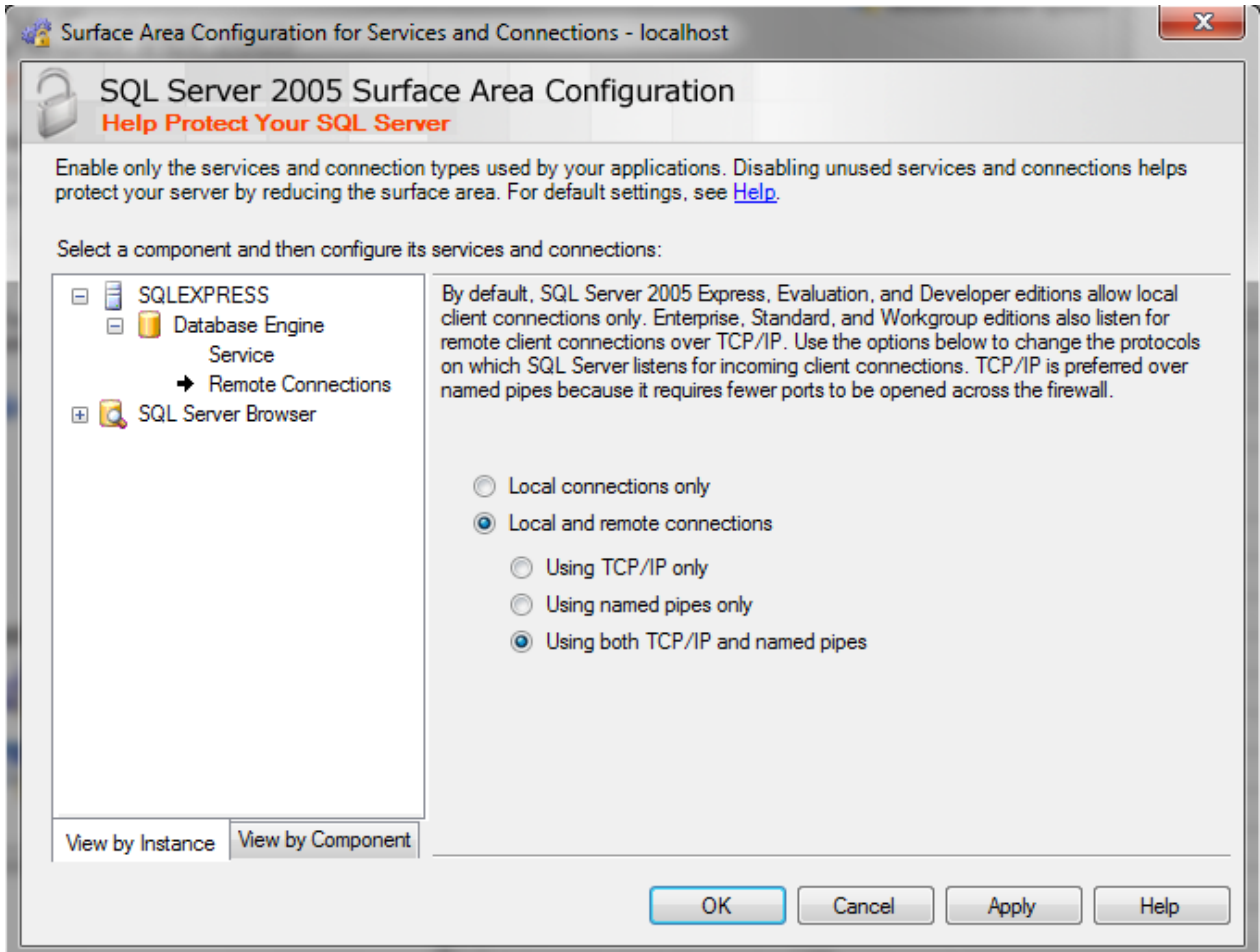 Surface Area Configuration for Services and Connections - localhost
X
SQL Server 2005 Surface Area Configuration
Help Protect Your SQL Server
Enable only the services and connection types used by your applications. Disabling unused services and connections helps
protect your server by reducing the surface area. For default settings, see Help.
Select a component and then configure its services and connections:
SQLEXPRESS
Database Engine
Service
Remote Connections
SQL Server Browser
By default, SQL Server 2005 Express, Evaluation, and Developer editions allow local
client connections only. Enterprise, Standard, and Workgroup editions also listen for
remote client connections over TCP/IP. Use the options below to change the protocols
on which SQL Server listens for incoming client connections. TCP/IP is preferred over
named pipes because it requires fewer ports to be opened across the firewall.
Local connections only
Local and remote connections
Using TCP/IP only
Using named pipes only
Using both TCP/IP and named pipes
View by Instance
View by Component
OK
Cancel
Apply
Help